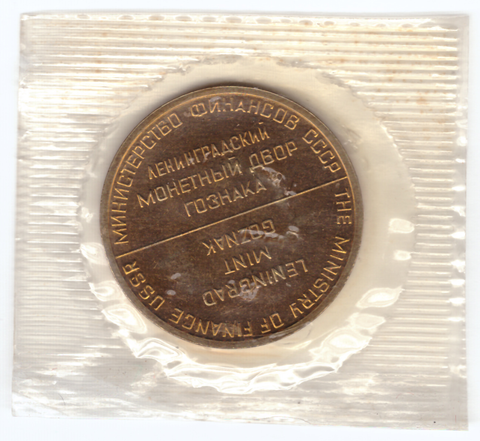 МИНИСТЕРСТВО ФИНАНСОВ СССР
ЛЕНИНГРАДСКИЙ
МОНЕТНЫЙ ДВОР
ГОЗНАКА
THE MINISTRY OF FINANCE USSR
LENINGRAD
MINT
GOZNAK